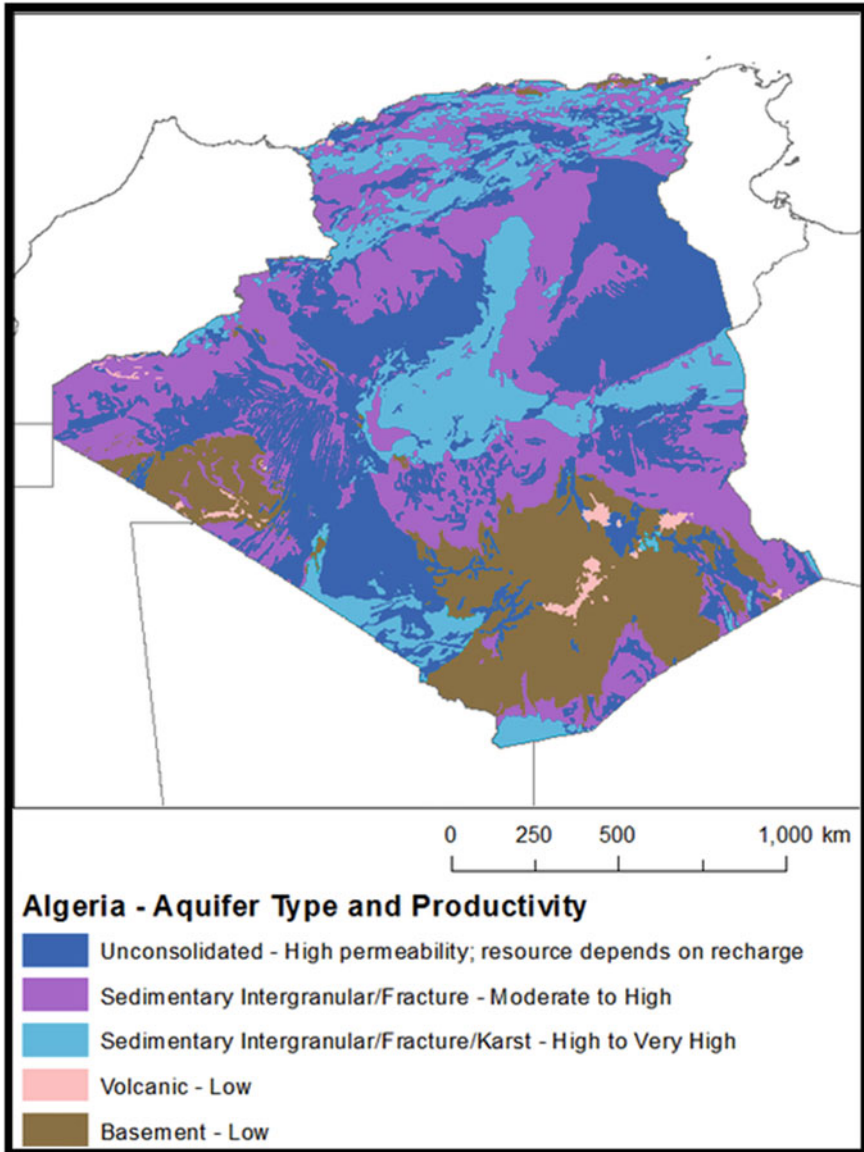 0 250 500 1,000 km
Algeria - Aquifer Type and Productivity
Unconsolidated - High permeability; resource depends on recharge
Sedimentary Intergranular/Fracture - Moderate to High
Sedimentary Intergranular/Fracture/Karst - High to Very High
Volcanic - Low
Basement - Low